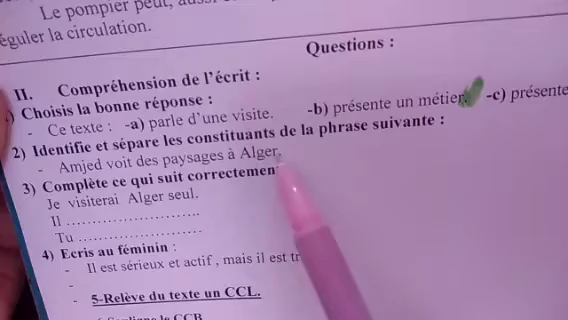 Le pompier peut,
éguler la circulation.
Questions :
II. Compréhension de l'écrit :
) Choisis la bonne réponse :
- Ce texte : -a) parle d'une visite. -b) présente un métier. -c) présente
2) Identifie et sépare les constituants de la phrase suivante :
- Amjed voit des paysages à Alger.
3) Complète ce qui suit correctement
Je visiterai Alger seul.
Il ............................
Tu ............................
4) Ecris au féminin :
- Il est sérieux et actif , mais il est tr
-
- 5-Relève du texte un CCL.